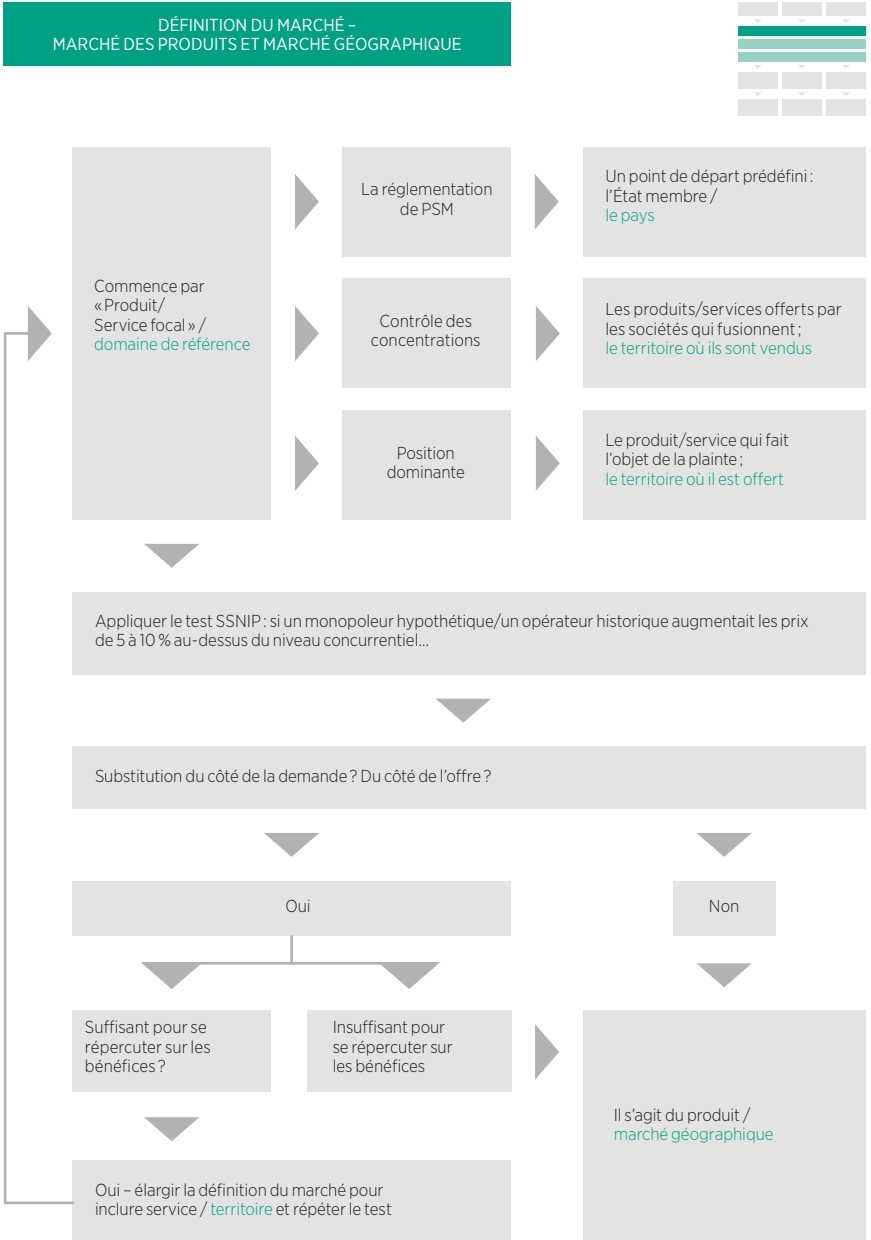 DÉFINITION DU MARCHÉ –
MARCHÉ DES PRODUITS ET MARCHÉ GÉOGRAPHIQUE
Commence par
« Produit/
Service focal » /
domaine de référence
La réglementation
de PSM
Un point de départ prédéfini :
l’État membre /
le pays
Contrôle des
concentrations
Les produits/services offerts par
les sociétés qui fusionnent ;
le territoire où ils sont vendus
Position
dominante
Le produit/service qui fait
l’objet de la plainte ;
le territoire où il est offert
Appliquer le test SSNIP : si un monopoleur hypothétique/un opérateur historique augmentait les prix
de 5 à 10 % au-dessus du niveau concurrentiel...
Substitution du côté de la demande ? Du côté de l’offre ?
Oui
Non
Suffisant pour se
répercuter sur les
bénéfices ?
Insuffisant pour
se répercuter sur
les bénéfices
Il s’agit du produit /
marché géographique
Oui – élargir la définition du marché pour
inclure service / territoire et répéter le test